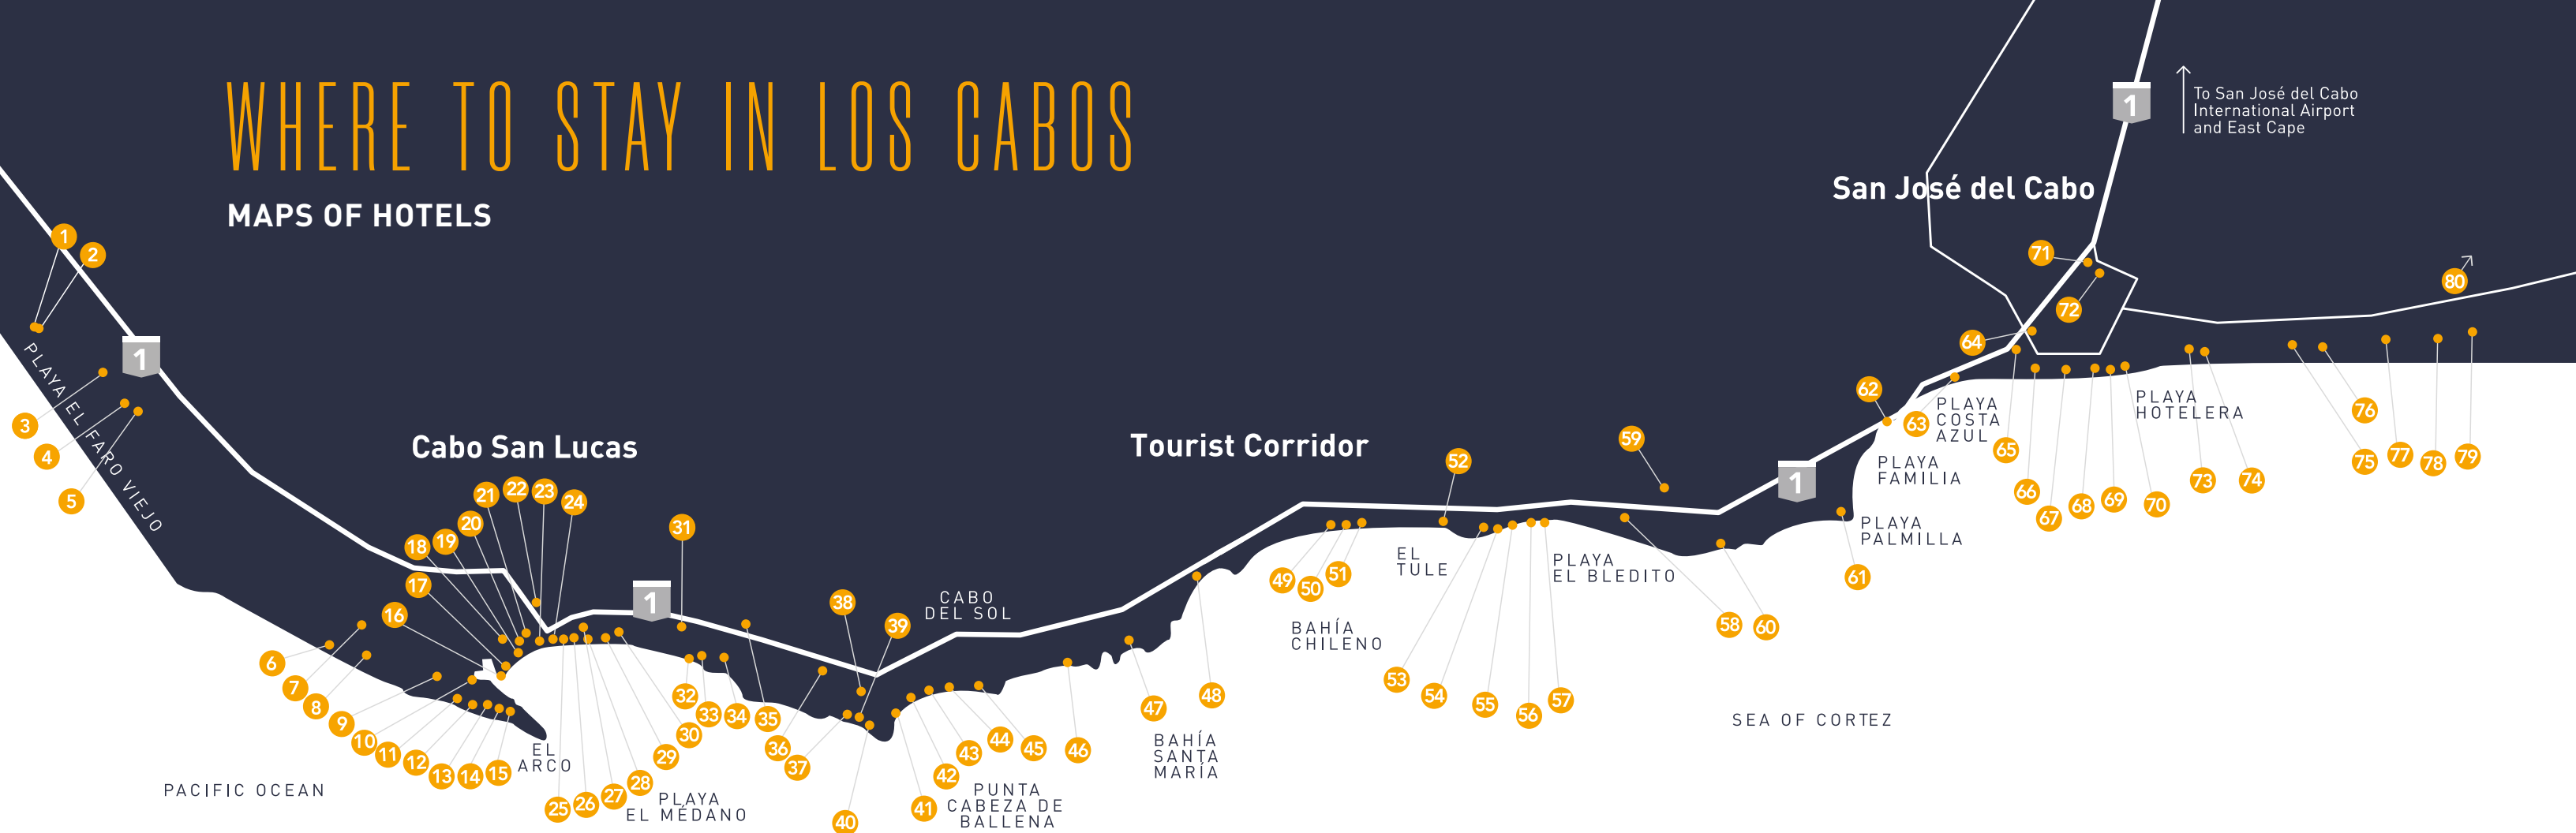 WHERE TO STAY IN LOS CABOS
MAPS OF HOTELS
To San José del Cabo
International Airport
and East Cape
1
San José del Cabo
71
72
80
64
62
63
PLAYA
COSTA
AZUL
PLAYA
HOTELERA
65
66
67
68
69
70
73
74
75
76
77
78
79
PLAYA
FAMILIA
PLAYA
PALMILLA
61
1
2
1
3
4
5
PLAYA EL FARO VIEJO
Cabo San Lucas
21
22
23
24
20
19
18
17
16
31
1
6
7
8
9
10
11
12
13
14
15
EL
ARCO
PACIFIC OCEAN
25
26
27
28
29
30
PLAYA
EL MÉDANO
32
33
34
35
36
37
38
39
40
CABO
DEL SOL
41
42
43
44
45
46
PUNTA
CABEZA DE
BALLENA
47
48
BAHÍA
SANTA
MARÍA
Tourist Corridor
52
59
1
49
50
51
EL
TULE
BAHÍA
CHILENO
PLAYA
EL BLEDITO
53
54
55
56
57
58
60
SEA OF CORTEZ